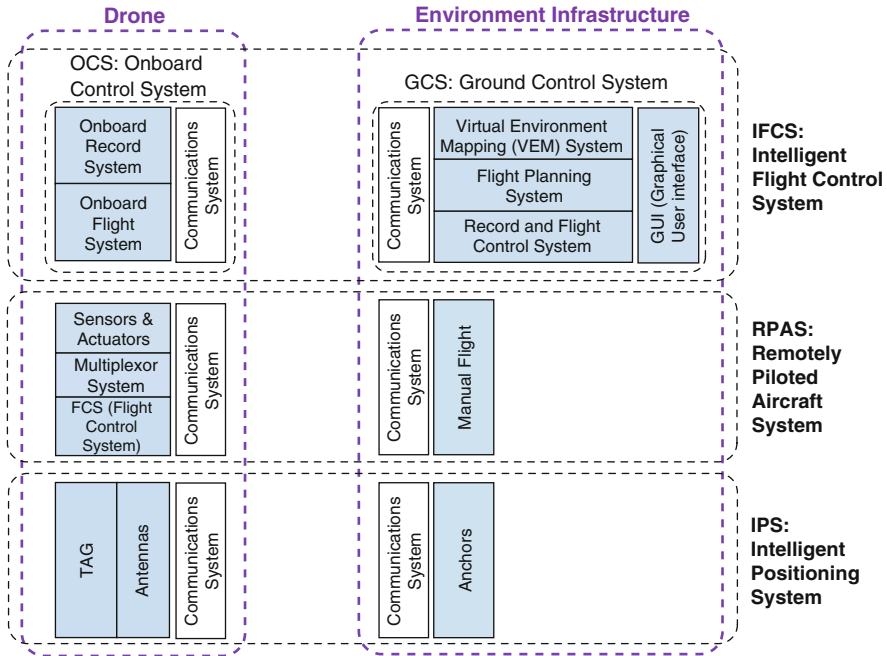 Drone
Environment Infrastructure
OCS: Onboard
Control System
Onboard
Record
System
Onboard
Flight
System
Communications
System
GCS: Ground Control System
Communications
System
Virtual Environment
Mapping (VEM) System
Flight Planning
System
Record and Flight
Control System
GUI (Graphical
User interface)
IFCS:
Intelligent
Flight Control
System
Sensors &
Actuators
Multiplexor
System
FCS (Flight
Control
System)
Communications
System
Communications
System
Manual Flight
RPAS:
Remotely
Piloted
Aircraft
System
TAG
Antennas
Communications
System
Communications
System
Anchors
IPS:
Intelligent
Positioning
System